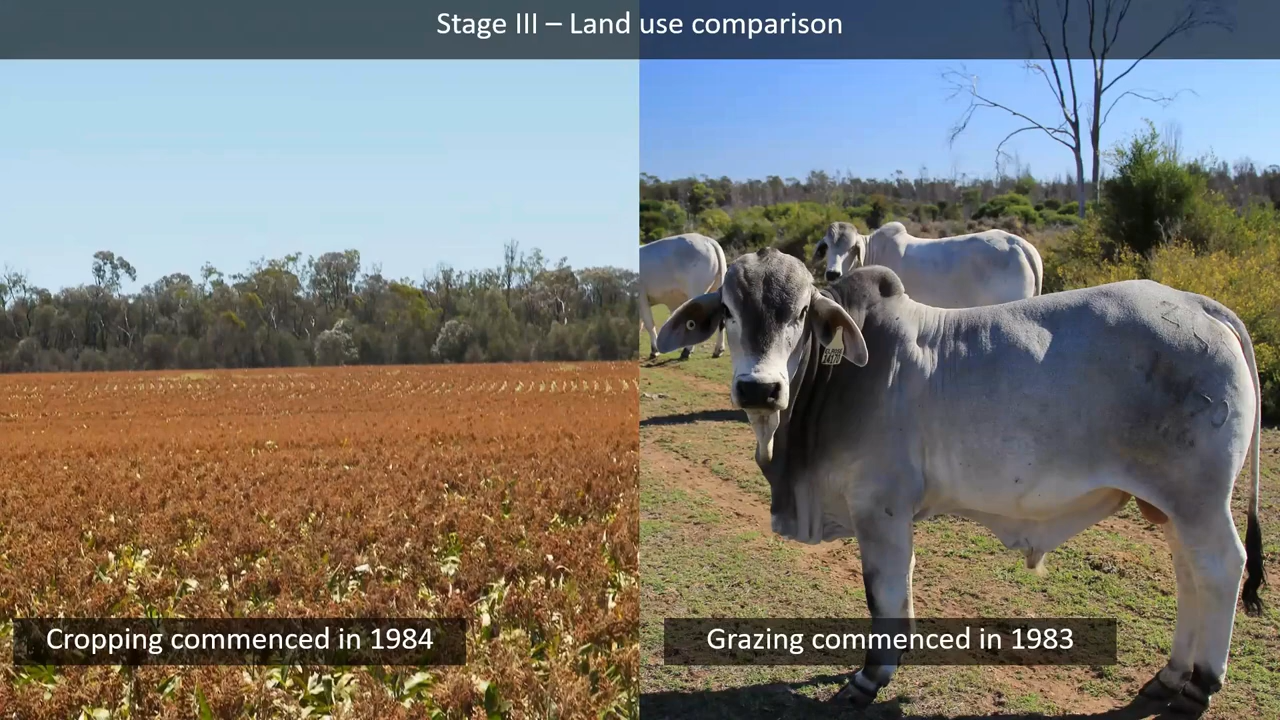 Stage III – Land use comparison
Cropping commenced in 1984
Grazing commenced in 1983